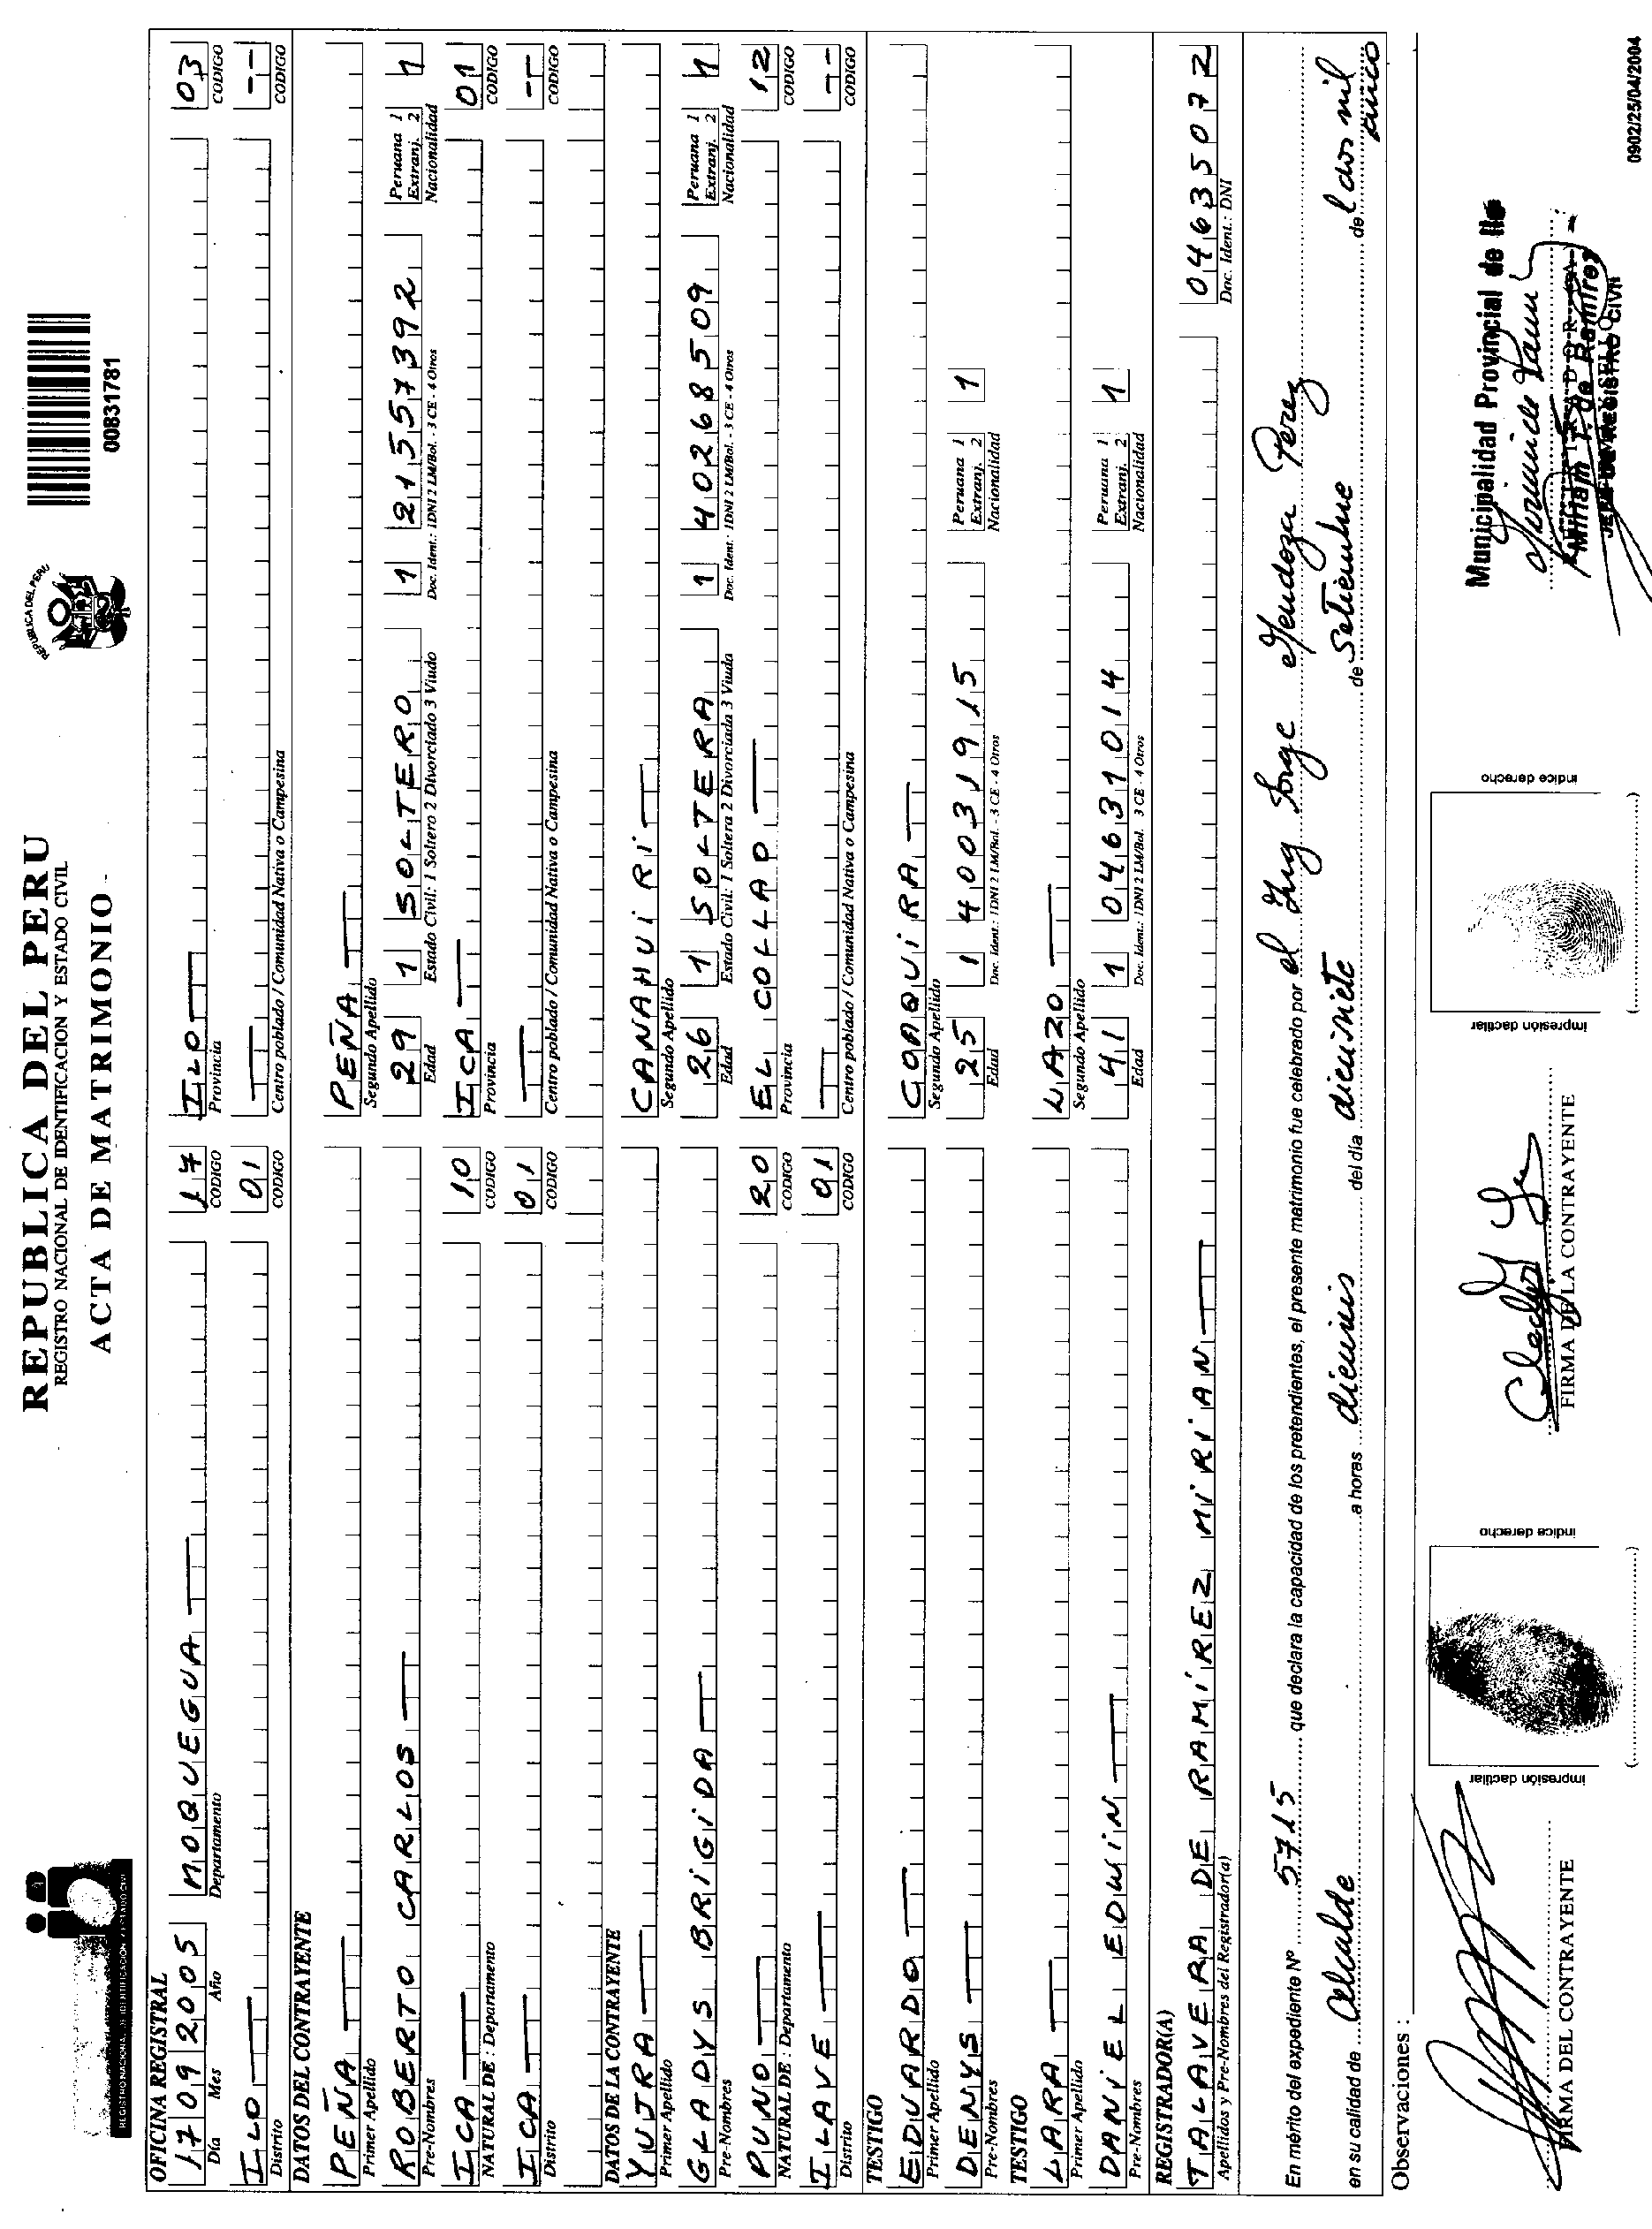 REPUBLICA DEL PERU
REGISTRO NACIONAL DE IDENTIFICACION Y ESTADO CIVIL
ACTA DE MATRIMONIO
REGISTRO NACIONAL DE IDENTIFICACION Y ESTADO CIVIL
REPUBLICA DEL PERU
00831781
OFICINA REGISTRAL
17 09 2005 MOQUEGUA 17 ILO 03
Día Mes Año Departamento CODIGO Provincia CODIGO
ILO 01 --
Distrito CODIGO Centro poblado / Comunidad Nativa o Campesina CODIGO
DATOS DEL CONTRAYENTE
PEÑA PEÑA
Primer Apellido Segundo Apellido
ROBERTO CARLOS 29 1 SOLTERO 1 21557392 Peruana 1 Extranj. 2 1
Pre-Nombres Edad Estado Civil: 1 Soltero 2 Divorciado 3 Viudo Doc. Ident.: 1DNI 2 LM/Bol. - 3 CE - 4 Otros Nacionalidad
ICA 10 ICA 01
NATURAL DE : Departamento CODIGO Provincia CODIGO
ICA 01 --
Distrito CODIGO Centro poblado / Comunidad Nativa o Campesina CODIGO
DATOS DE LA CONTRAYENTE
YUJRA CANAHUIRI
Primer Apellido Segundo Apellido
GLADYS BRIGIDA 26 1 SOLTERA 1 40268509 Peruana 1 Extranj. 2 1
Pre-Nombres Edad Estado Civil: 1 Soltera 2 Divorciada 3 Viuda Doc. Ident.: 1DNI 2 LM/Bol. - 3 CE - 4 Otros Nacionalidad
PUNO 20 EL COLLAO 12
NATURAL DE : Departamento CODIGO Provincia CODIGO
ILAVE 01 --
Distrito CODIGO Centro poblado / Comunidad Nativa o Campesina CODIGO
TESTIGO
EDUARDO COAQUIRA
Primer Apellido Segundo Apellido
DENYS 25 1 40031915 Peruana 1 Extranj. 2 1
Pre-Nombres Edad Doc. Ident.: 1DNI 2 LM/Bol. - 3 CE - 4 Otros Nacionalidad
TESTIGO
LARA LAZO
Primer Apellido Segundo Apellido
DANIEL EDWIN 41 1 04631014 Peruana 1 Extranj. 2 1
Pre-Nombres Edad Doc. Ident.: 1DNI 2 LM/Bol. 3 CE - 4 Otros Nacionalidad
REGISTRADOR(A)
TALAVERA DE RAMIREZ MIRIAN 04635072
Apellidos y Pre-Nombres del Registrador(a) Doc. Ident.: DNI
En mérito del expediente Nº 5715 que declara la capacidad de los pretendientes, el presente matrimonio fue celebrado por el Ing Jorge Mendoza Perez
en su calidad de Alcalde a horas dieciseis del día diecisiete de Setiembre de l dos mil cinco
Observaciones :
FIRMA DEL CONTRAYENTE
impresión dactilar
indice derecho
FIRMA DE LA CONTRAYENTE
impresión dactilar
indice derecho
Municipalidad Provincial de Ilo
Miriam T. de Ramírez
JEFE DE REGISTRO CIVIL
0902/25/04/2004